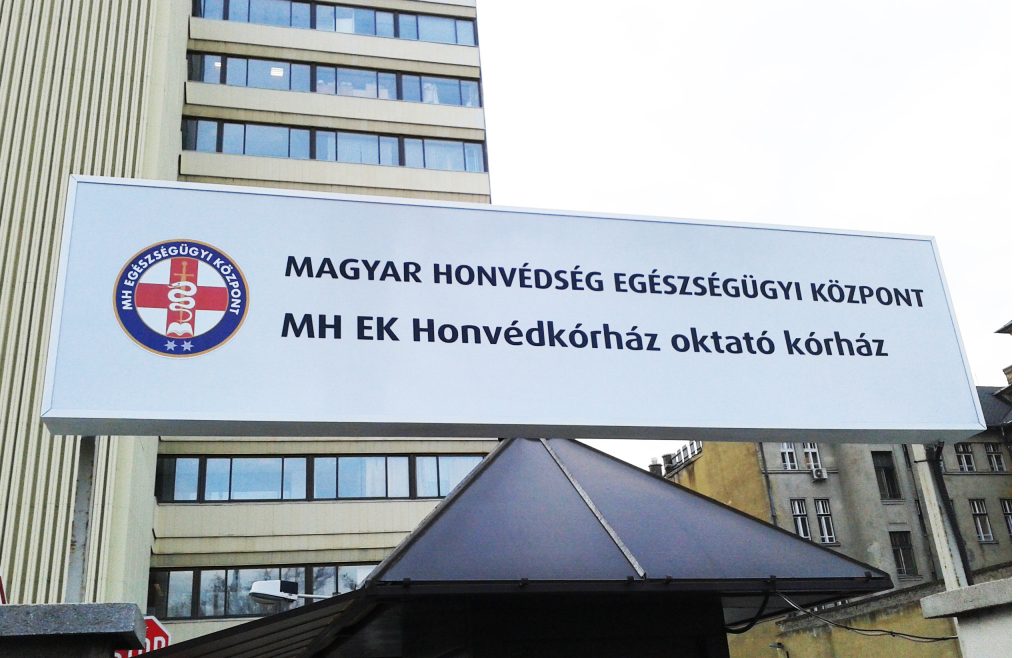 MH EGÉSZSÉGÜGYI KÖZPONT
MAGYAR HONVÉDSÉG EGÉSZSÉGÜGYI KÖZPONT
MH EK Honvédkórház oktató kórház